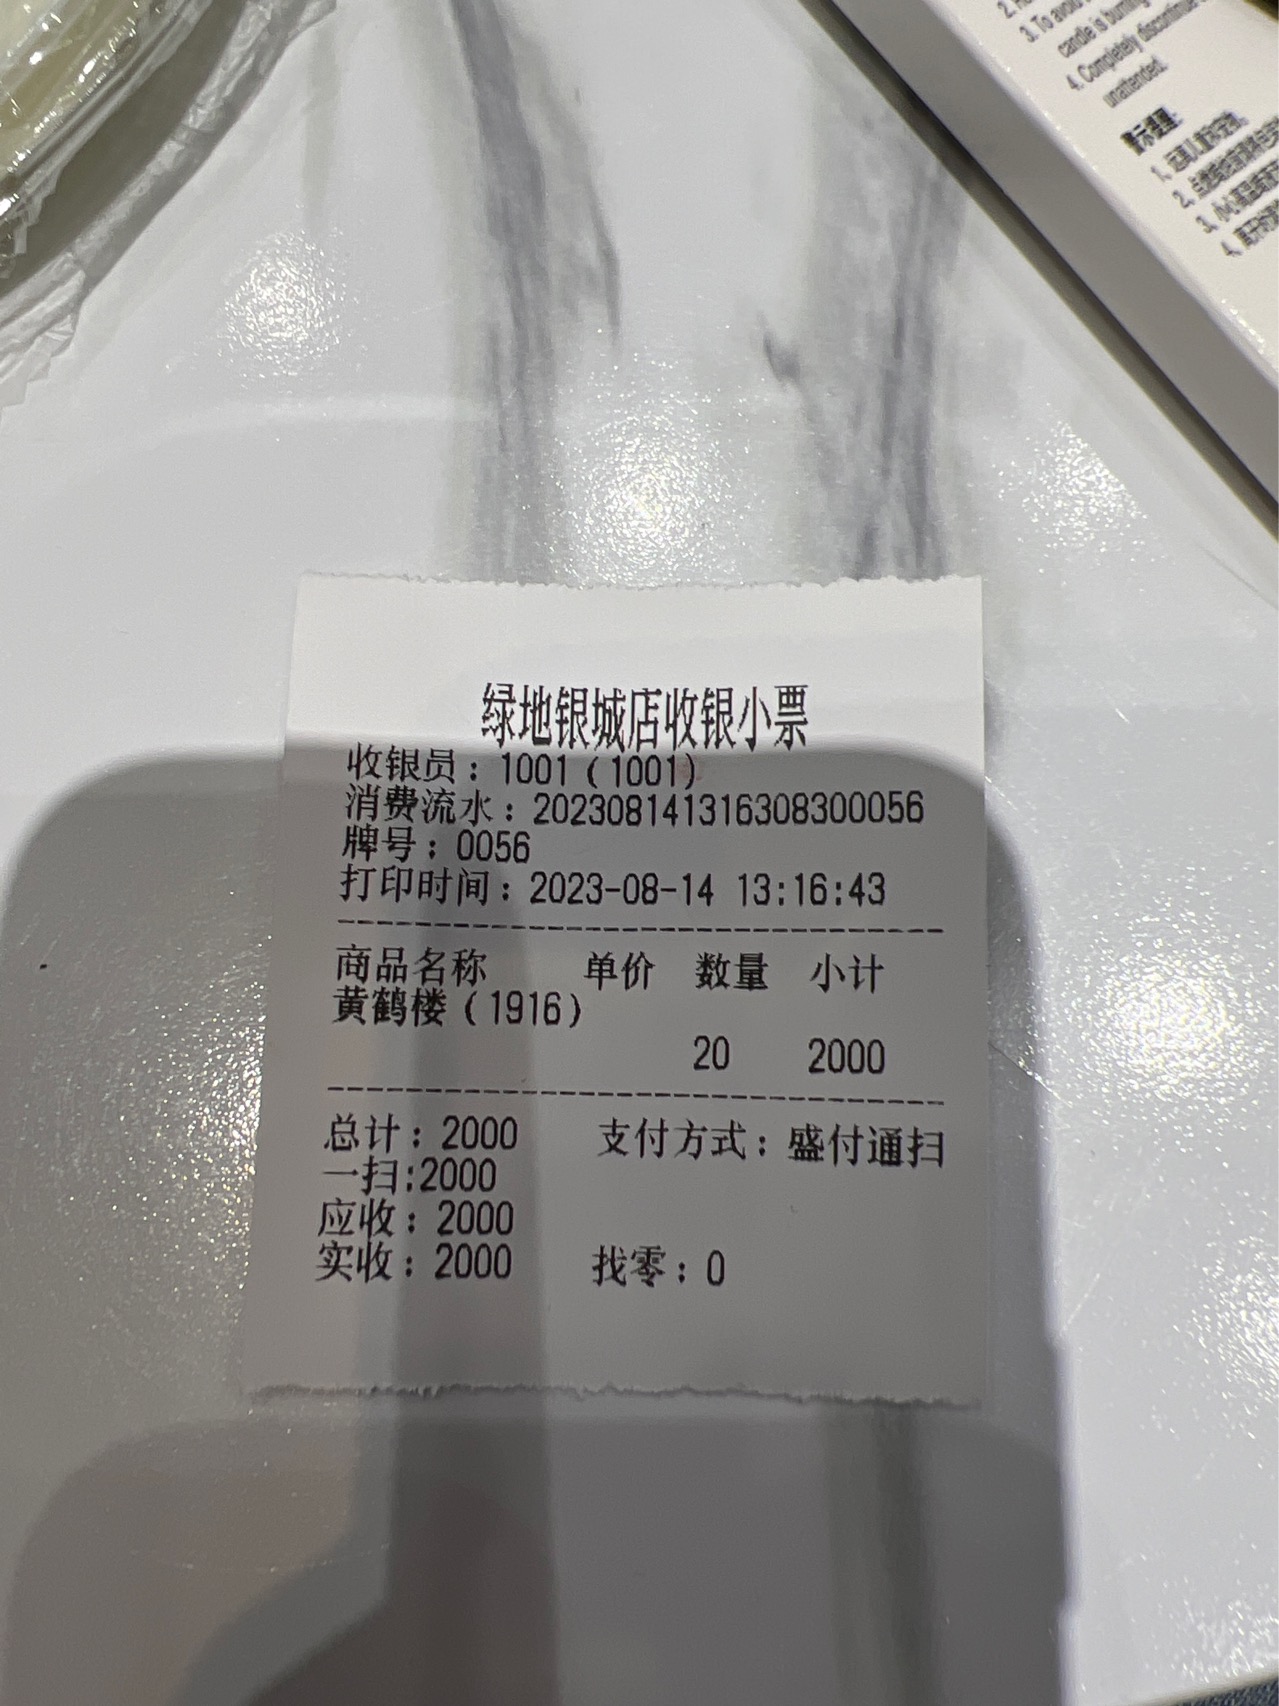 3. To avoid
candle is burning
4. Completely discontinue
unattended.
绿地银城店收银小票
收银员：1001（1001）
消费流水：202308141316308300056
牌号：0056
打印时间：2023-08-14 13:16:43
商品名称 单价 数量 小计
黄鹤楼（1916）
20 2000
总计：2000 支付方式：盛付通扫
一扫:2000
应收：2000
实收：2000 找零：0